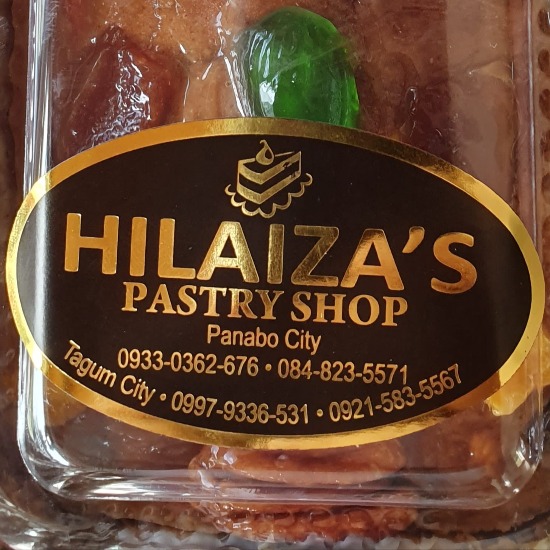 HILAIZA'S
PASTRY SHOP
Panabo City
0933-0362-676 • 084-823-5571
Tagum City • 0997-9336-531 • 0921-583-5567